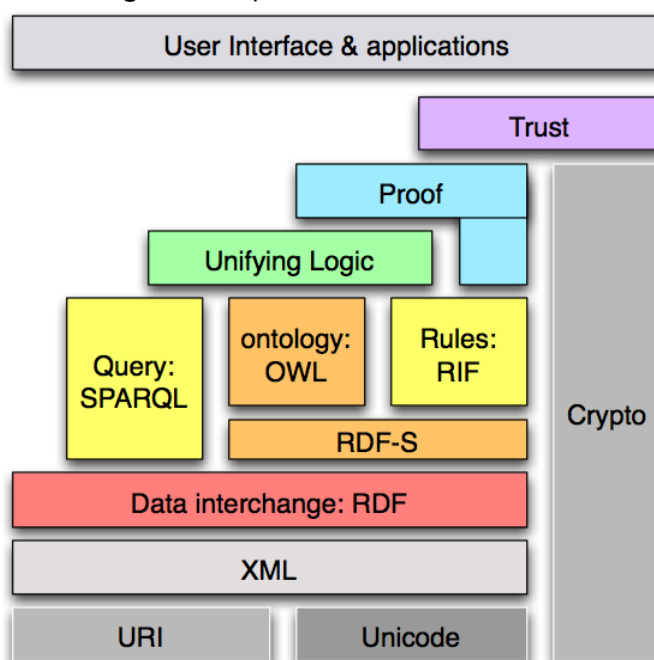 User Interface & applications
Trust
Proof
Unifying Logic
ontology:
OWL
Rules:
RIF
Query:
SPARQL
Crypto
RDF-S
Data interchange: RDF
XML
URI
Unicode